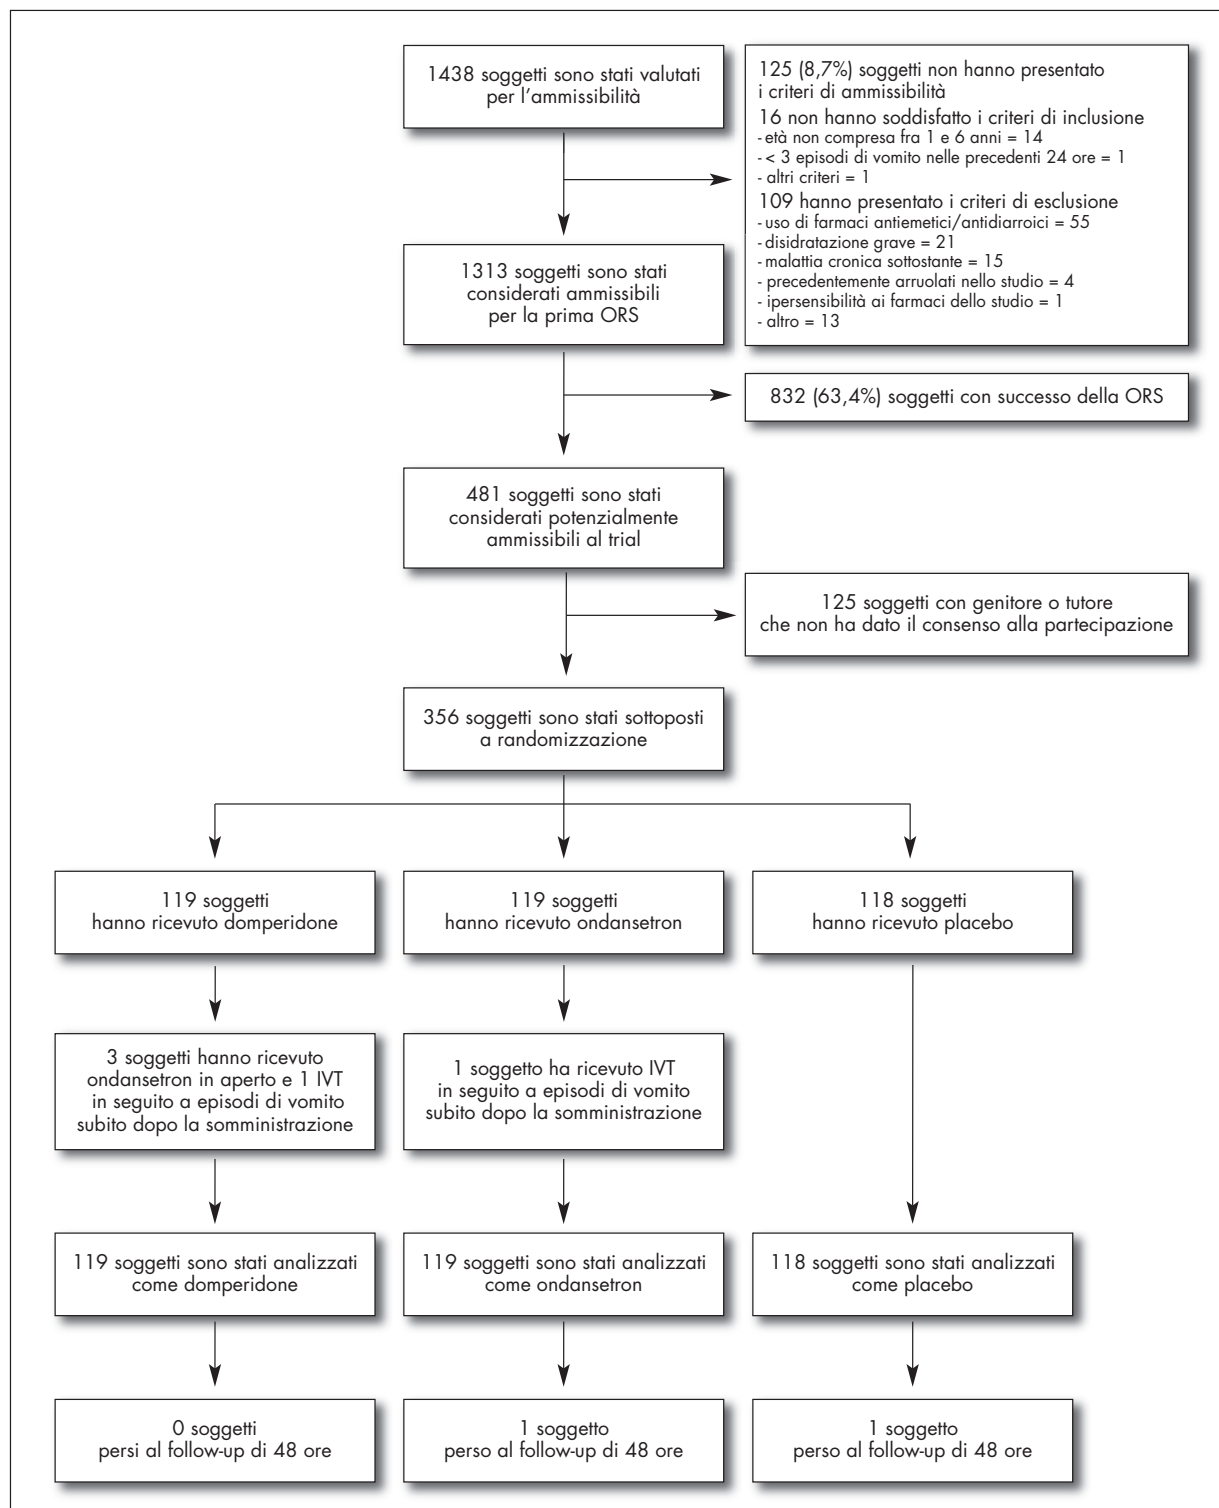 1438 soggetti sono stati valutati
per l'ammissibilità
125 (8,7%) soggetti non hanno presentato
i criteri di ammissibilità
16 non hanno soddisfatto i criteri di inclusione
- età non compresa fra 1 e 6 anni = 14
- < 3 episodi di vomito nelle precedenti 24 ore = 1
- altri criteri = 1
109 hanno presentato i criteri di esclusione
- uso di farmaci antiemetici/antidiarroici = 55
- disidratazione grave = 21
- malattia cronica sottostante = 15
- precedentemente arruolati nello studio = 4
- ipersensibilità ai farmaci dello studio = 1
- altro = 13
1313 soggetti sono stati
considerati ammissibili
per la prima ORS
832 (63,4%) soggetti con successo della ORS
481 soggetti sono stati
considerati potenzialmente
ammissibili al trial
125 soggetti con genitore o tutore
che non ha dato il consenso alla partecipazione
356 soggetti sono stati sottoposti
a randomizzazione
119 soggetti
hanno ricevuto domperidone
119 soggetti
hanno ricevuto ondansetron
118 soggetti
hanno ricevuto placebo
3 soggetti hanno ricevuto
ondansetron in aperto e 1 IVT
in seguito a episodi di vomito
subito dopo la somministrazione
1 soggetto ha ricevuto IVT
in seguito a episodi di vomito
subito dopo la somministrazione
119 soggetti sono stati analizzati
come domperidone
119 soggetti sono stati analizzati
come ondansetron
118 soggetti sono stati analizzati
come placebo
0 soggetti
persi al follow-up di 48 ore
1 soggetto
perso al follow-up di 48 ore
1 soggetto
perso al follow-up di 48 ore